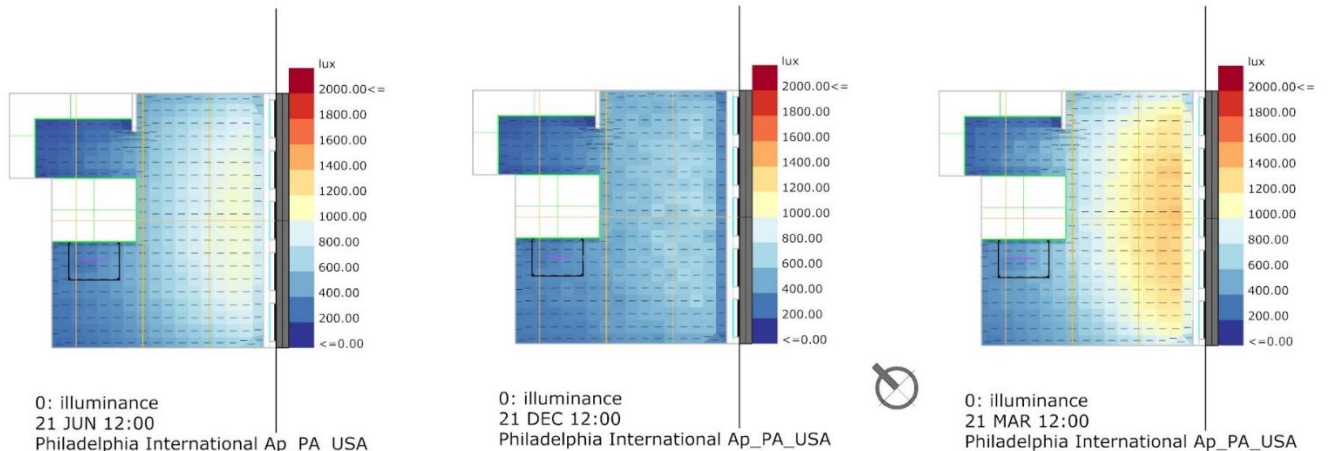 lux
2000.00<=
1800.00
1600.00
1400.00
1200.00
1000.00
800.00
600.00
400.00
200.00
<=0.00
0: illuminance
21 JUN 12:00
Philadelphia International Ap_PA_USA
lux
2000.00<=
1800.00
1600.00
1400.00
1200.00
1000.00
800.00
600.00
400.00
200.00
<=0.00
0: illuminance
21 DEC 12:00
Philadelphia International Ap_PA_USA
lux
2000.00<=
1800.00
1600.00
1400.00
1200.00
1000.00
800.00
600.00
400.00
200.00
<=0.00
0: illuminance
21 MAR 12:00
Philadelphia International Ap_PA_USA